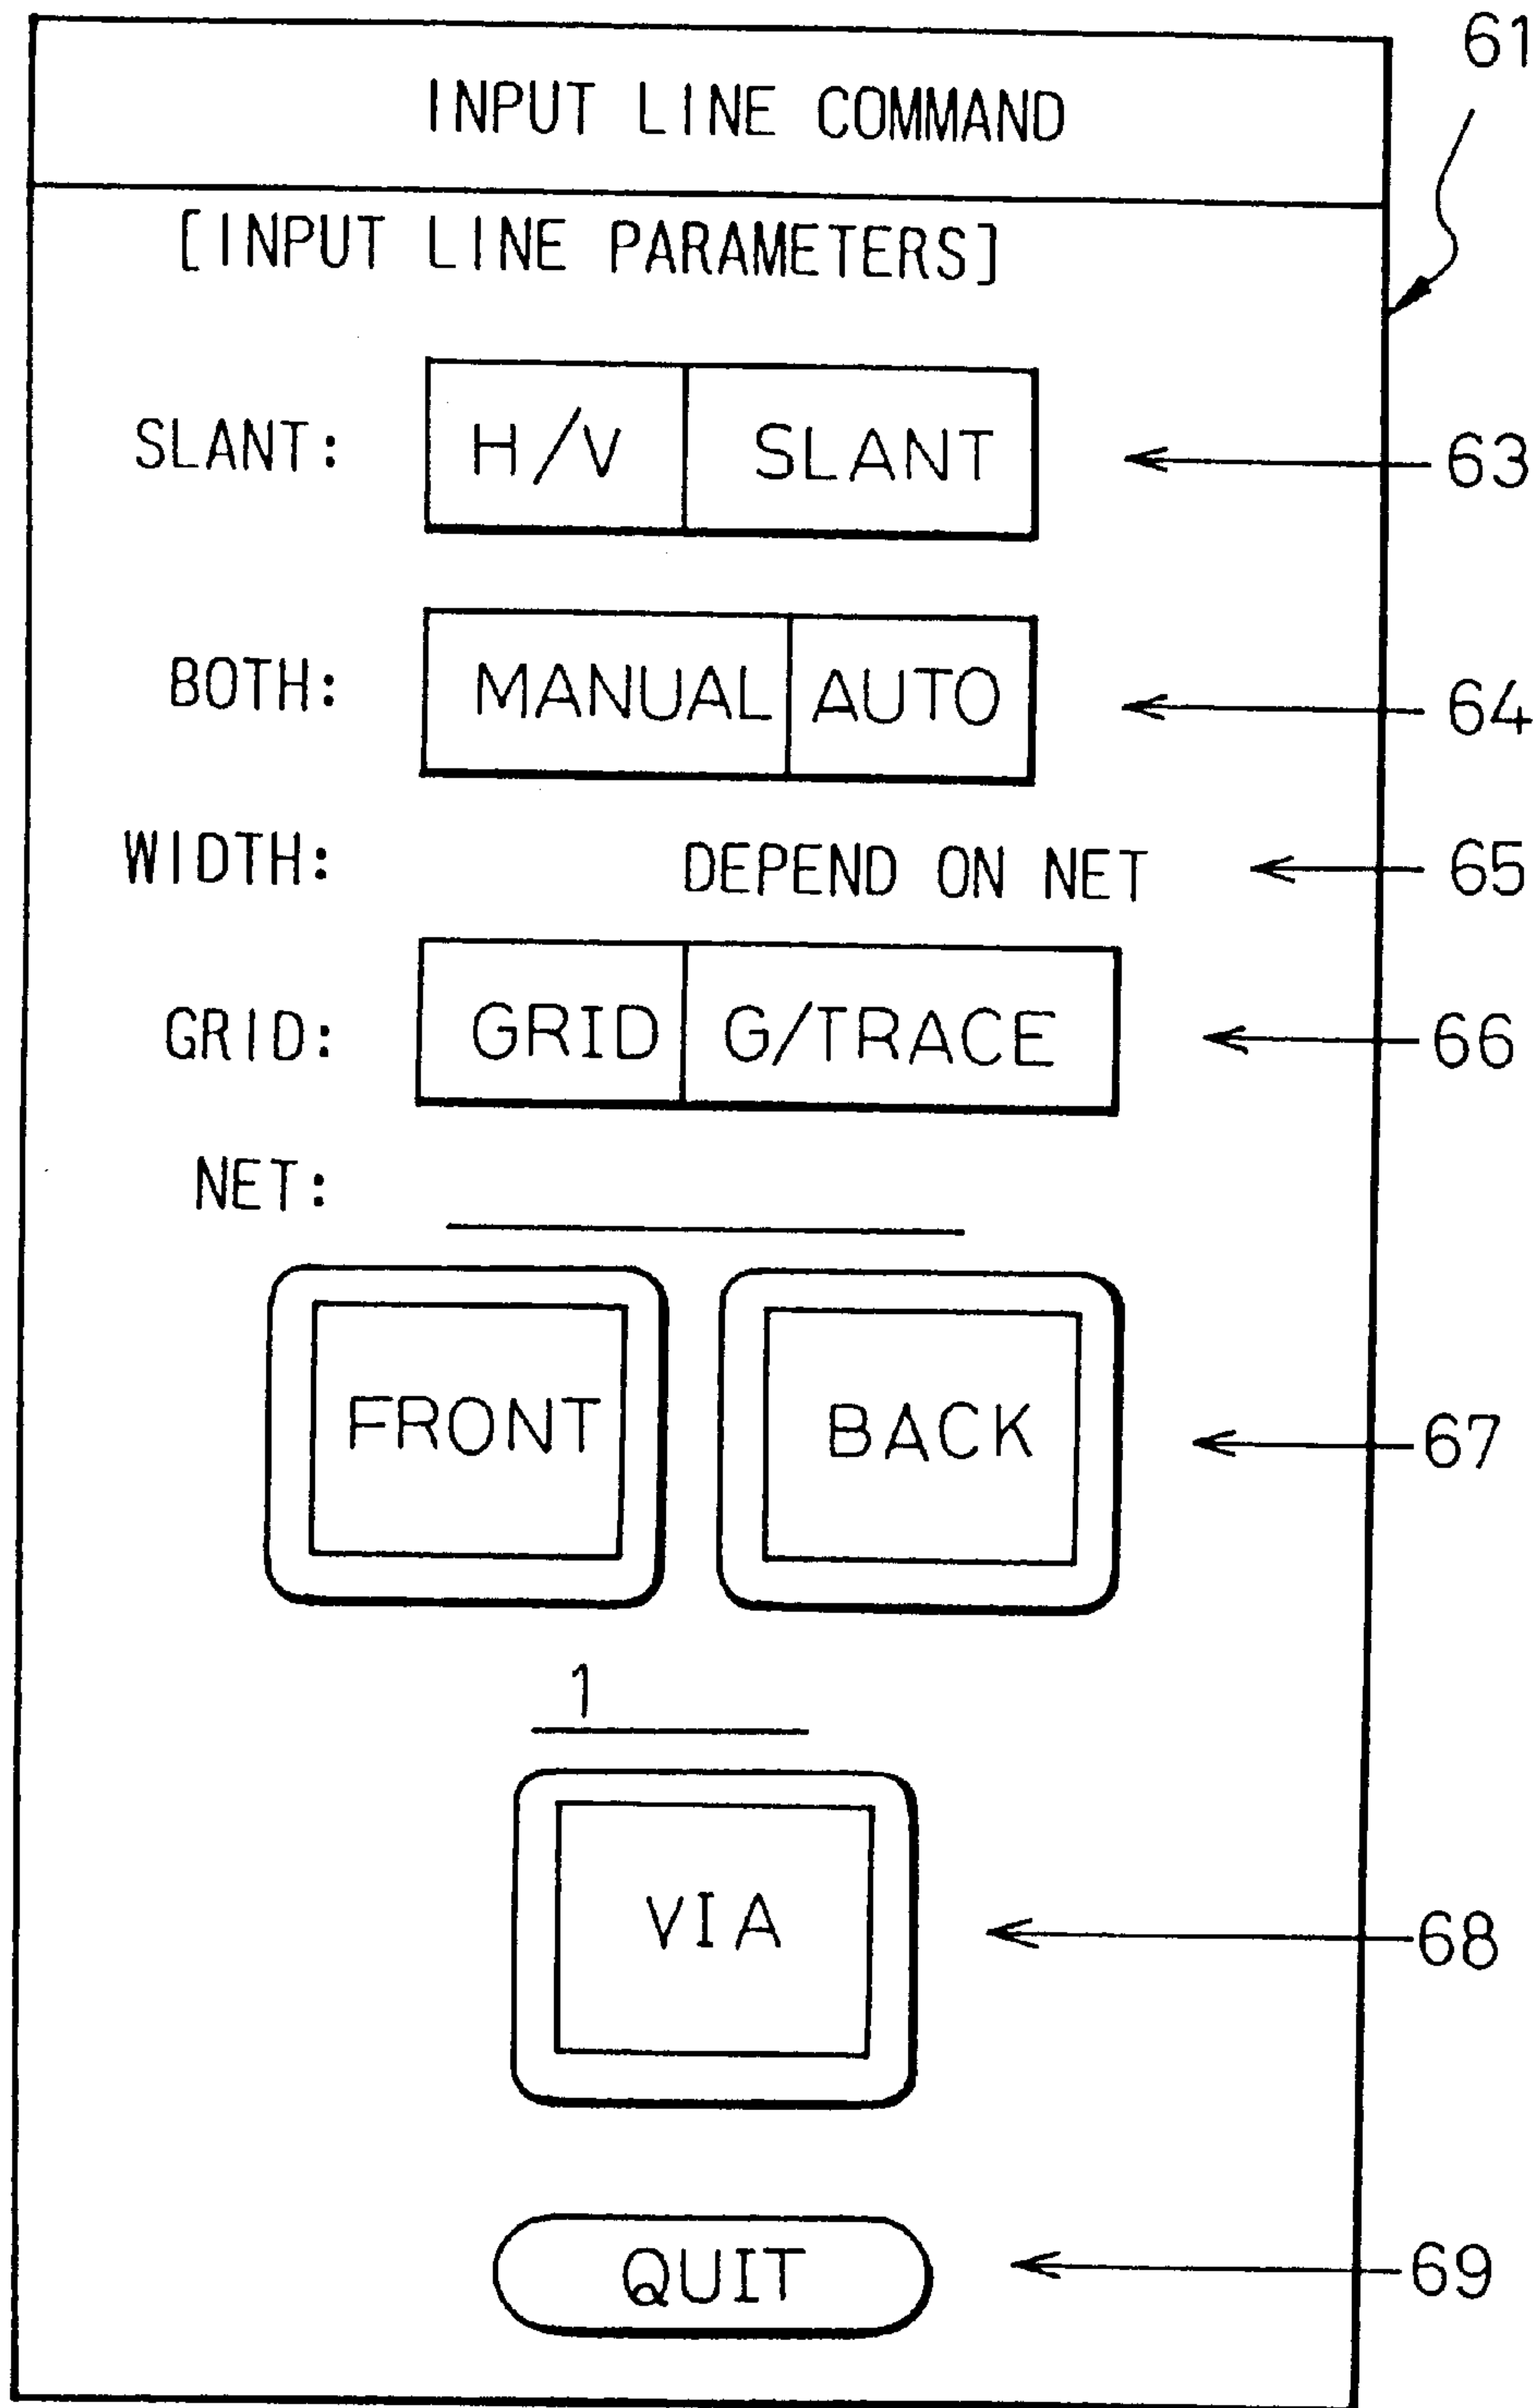 61
INPUT LINE COMMAND
[INPUT LINE PARAMETERS]
SLANT: H/V SLANT 63
BOTH: MANUAL AUTO 64
WIDTH: DEPEND ON NET 65
GRID: GRID G/TRACE 66
NET:
FRONT BACK 67
1
VIA 68
QUIT 69